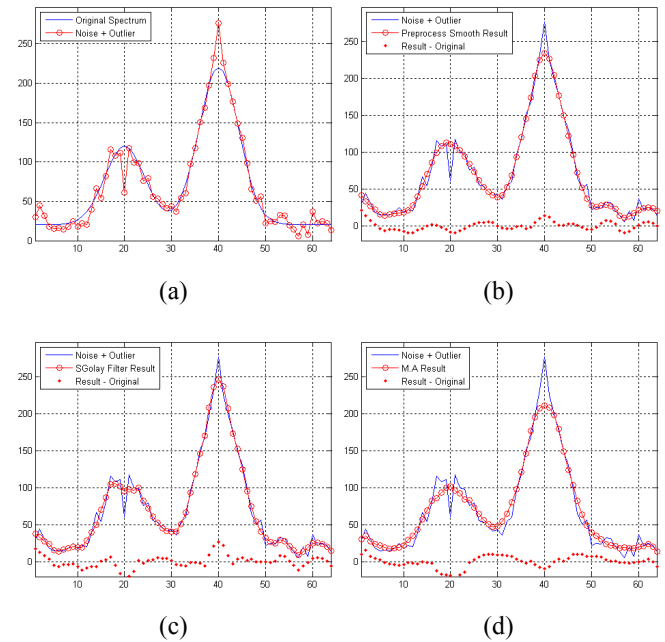 Original Spectrum
Noise + Outlier
250
200
150
100
50
0
10 20 30 40 50 60
(a)
Noise + Outlier
Preprocess Smooth Result
Result - Original
250
200
150
100
50
0
0 10 20 30 40 50 60
(b)
Noise + Outlier
SGolay Filter Result
Result - Original
250
200
150
100
50
0
10 20 30 40 50 60
(c)
Noise + Outlier
M.A Result
Result - Original
250
200
150
100
50
0
10 20 30 40 50 60
(d)